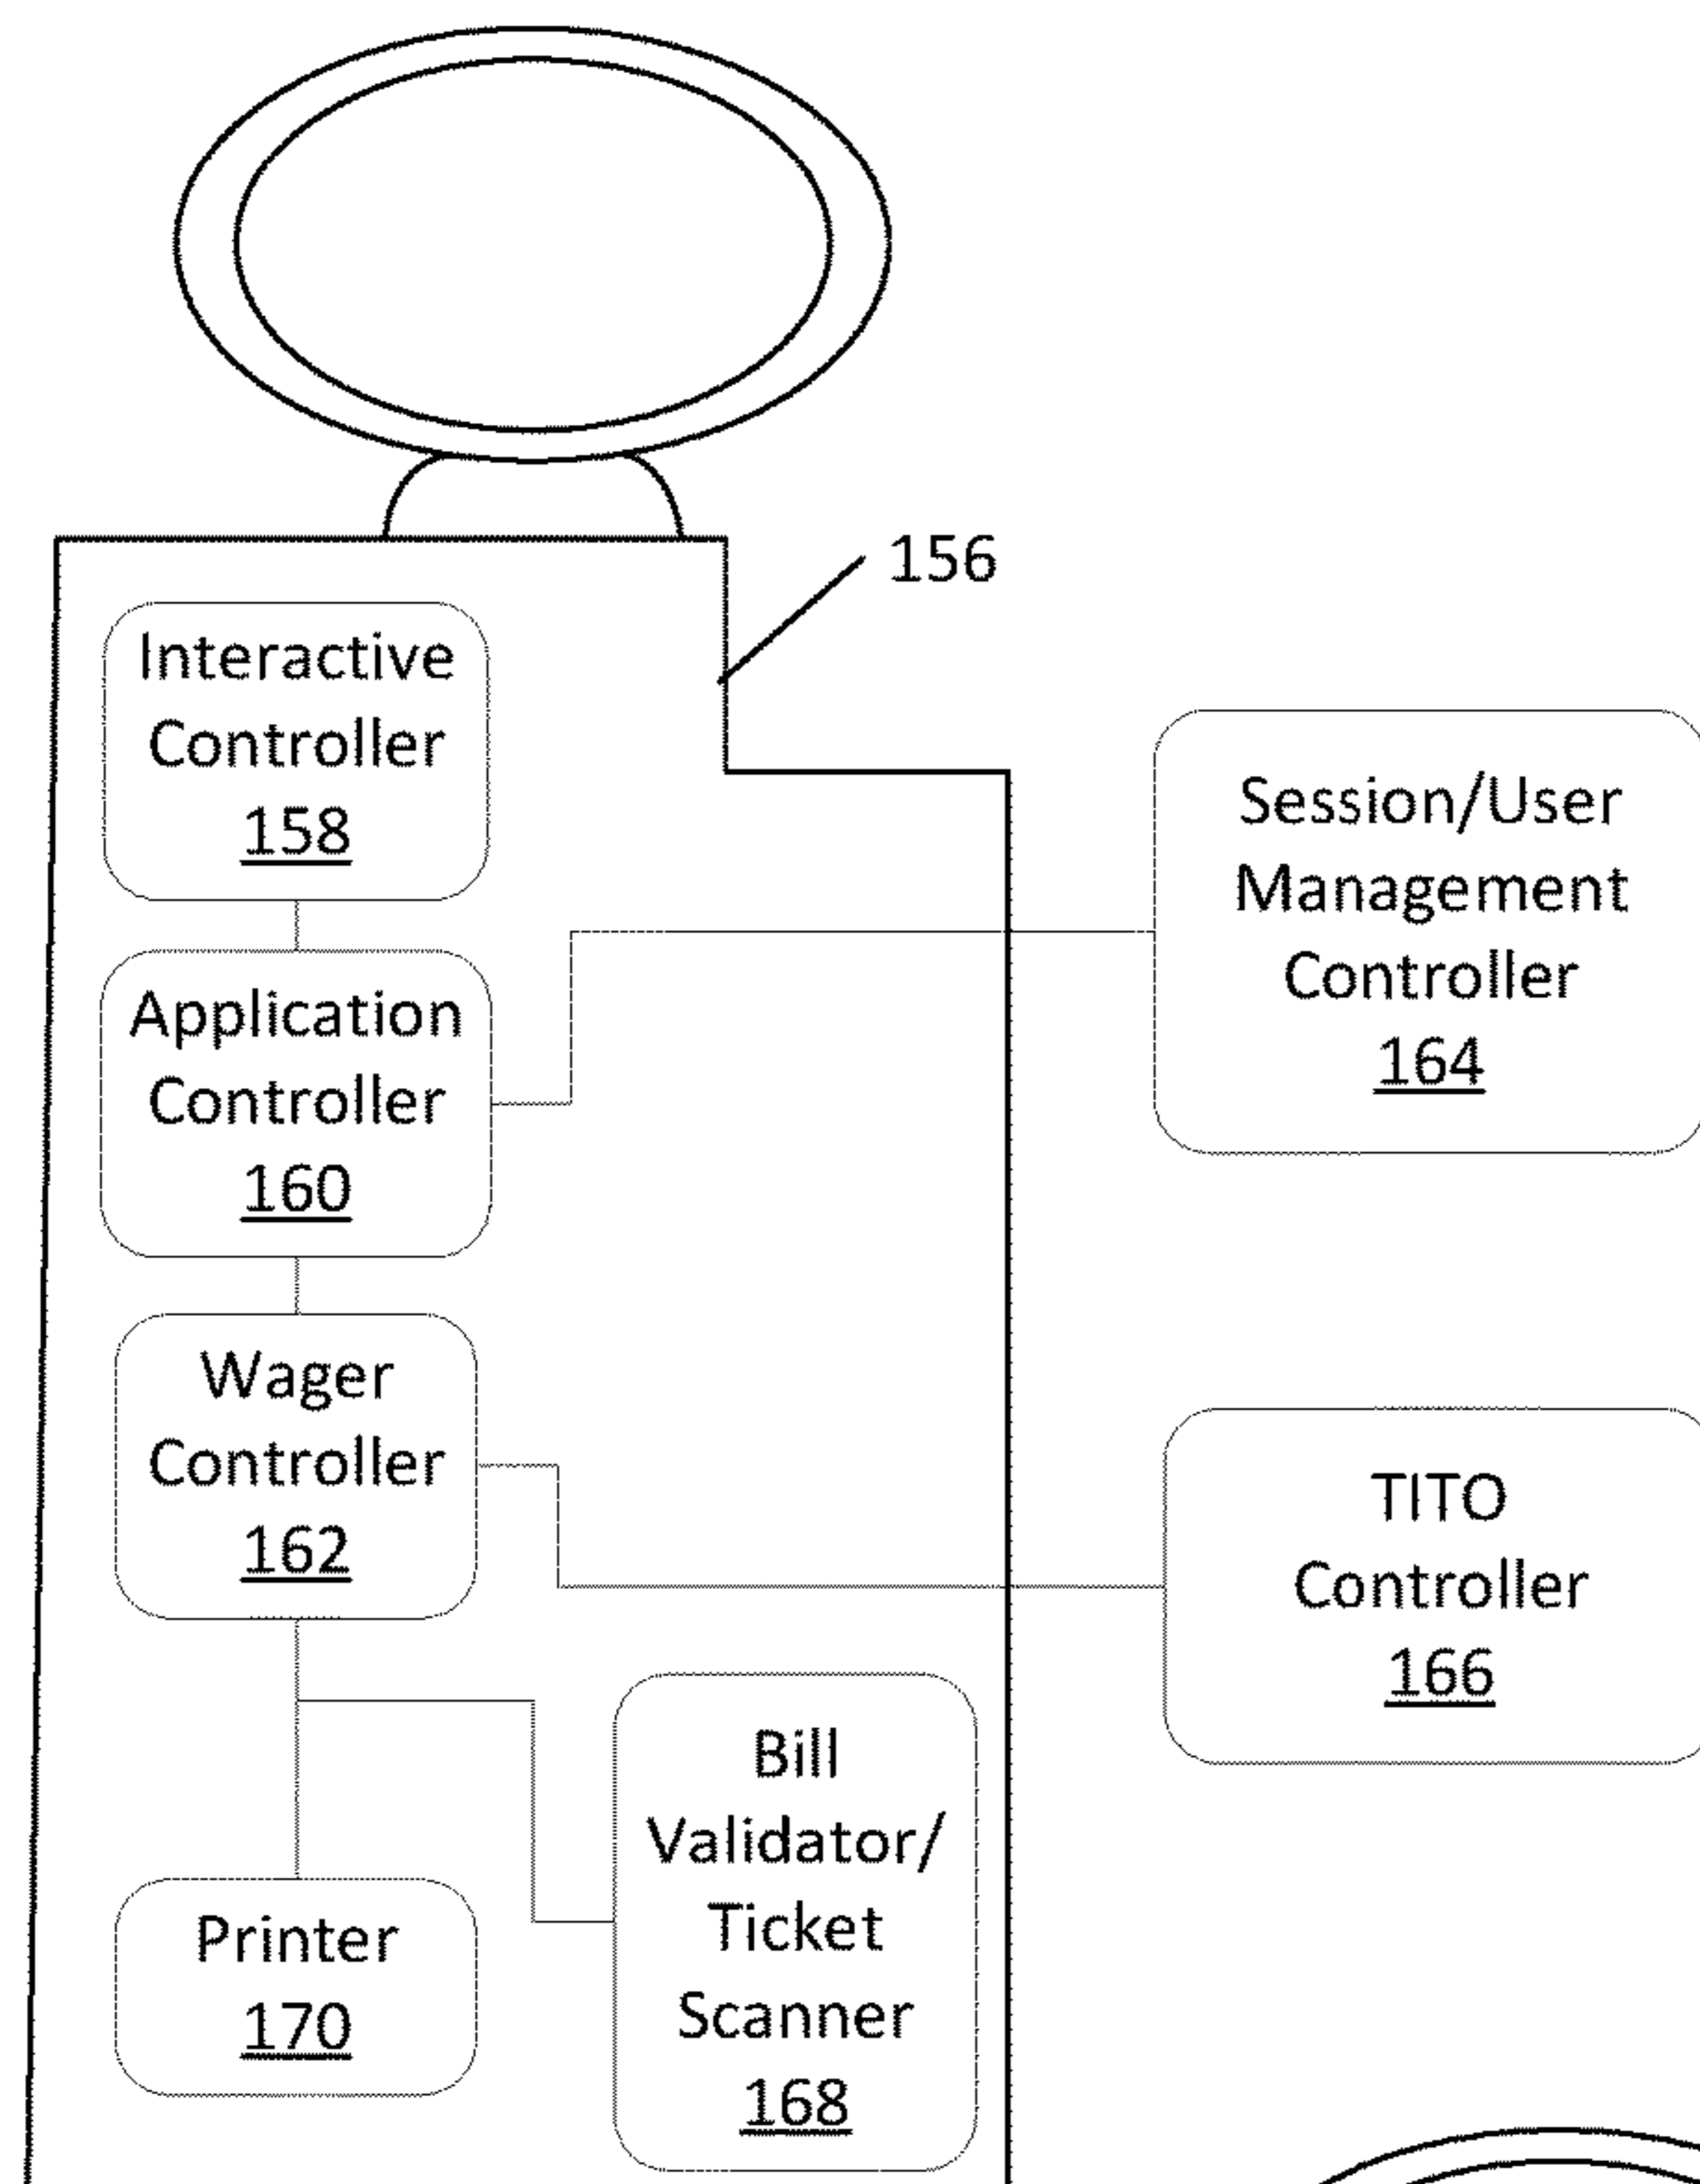 156
Interactive
Controller
158
Session/User
Management
Controller
164
Application
Controller
160
Wager
Controller
162
TITO
Controller
166
Bill
Validator/
Ticket
Scanner
168
Printer
170